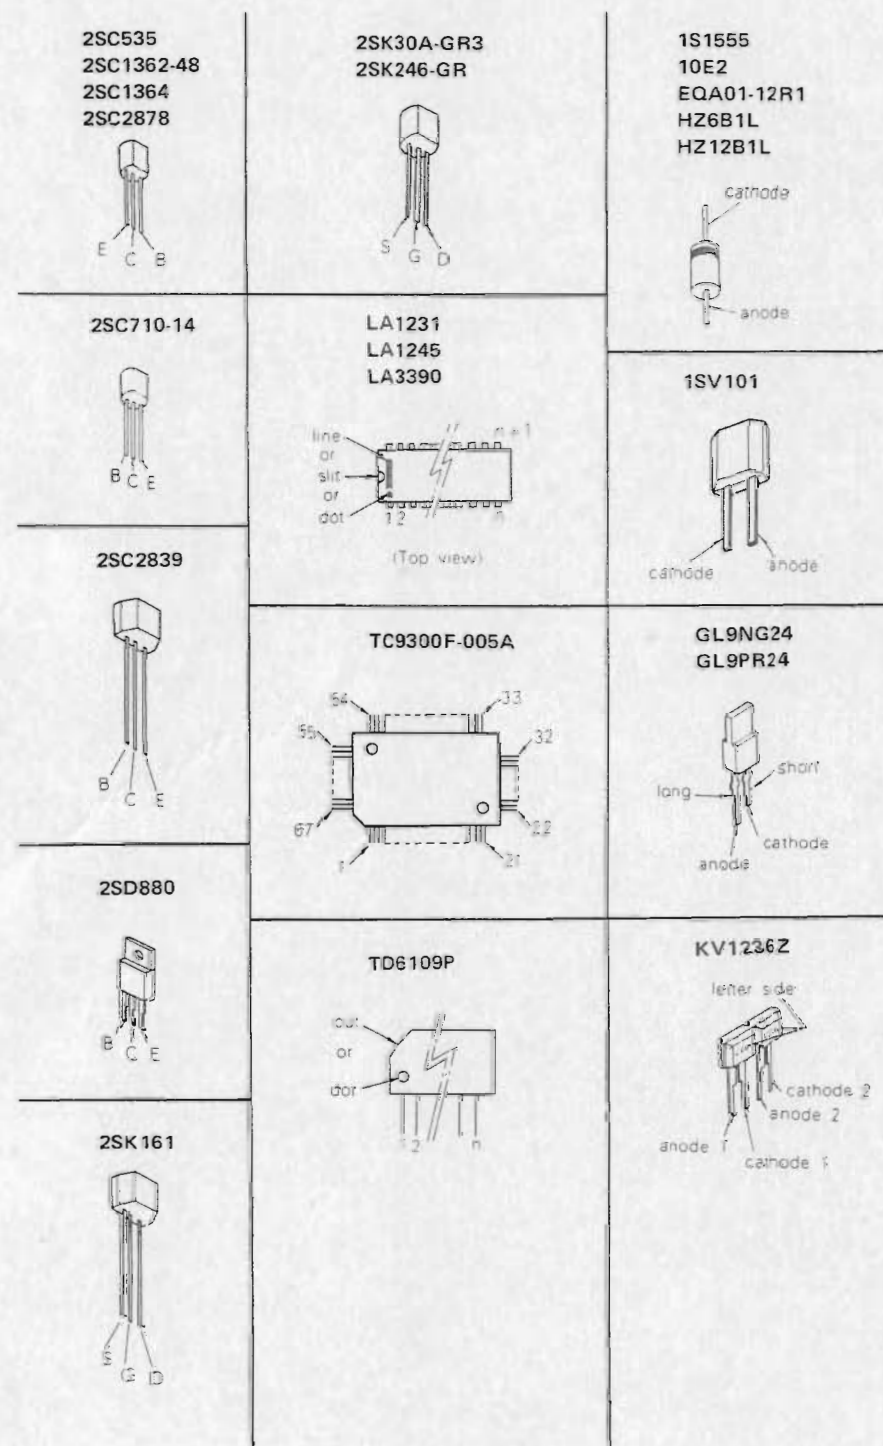 2SC535
2SC1362-48
2SC1364
2SC2878
E
C
B
2SC710-14
B
C
E
2SC2839
B
C
E
2SD880
B
C
E
2SK161
S
G
D
2SK30A-GR3
2SK246-GR
S
G
D
LA1231
LA1245
LA3390
line
or
slit
or
dot
n+1
1 2
n
(Top view)
TC9300F-005A
54
33
55
32
67
22
1
21
TD6109P
cut
or
dot
1 2
n
1S1555
10E2
EQA01-12R1
HZ6B1L
HZ12B1L
cathode
anode
1SV101
cathode
anode
GL9NG24
GL9PR24
long
short
cathode
anode
KV1236Z
letter side
cathode 2
anode 2
anode 1
cathode 1